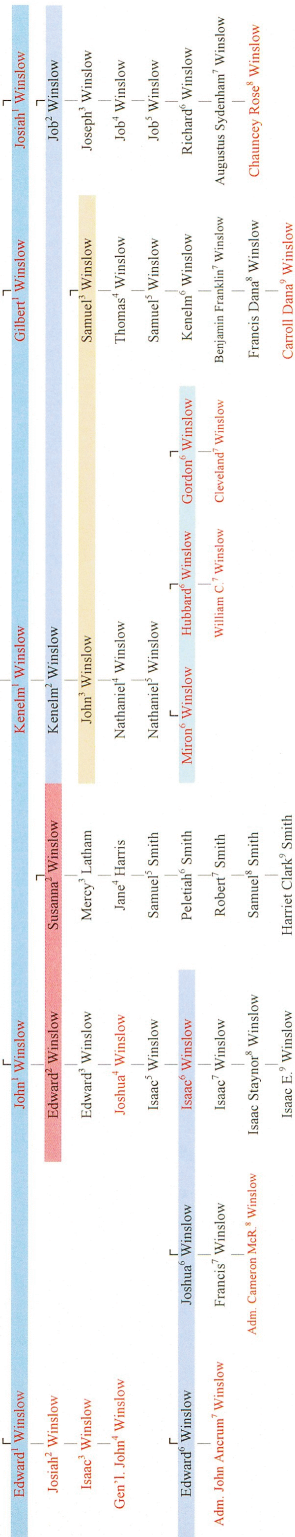 Edward¹ Winslow John¹ Winslow Kenelm¹ Winslow Gilbert¹ Winslow Josiah¹ Winslow
Josiah² Winslow Edward² Winslow Susanna² Winslow Kenelm² Winslow Job² Winslow
Isaac³ Winslow Edward³ Winslow Mercy³ Latham John³ Winslow Samuel³ Winslow Joseph³ Winslow
Gen'l. John⁴ Winslow Joshua⁴ Winslow Jane⁴ Harris Nathaniel⁴ Winslow Thomas⁴ Winslow Job⁴ Winslow
Isaac⁵ Winslow Samuel⁵ Smith Nathaniel⁵ Winslow Samuel⁵ Winslow Job⁵ Winslow
Edward⁶ Winslow Joshua⁶ Winslow Isaac⁶ Winslow Peletiah⁶ Smith Miron⁶ Winslow Hubbard⁶ Winslow Gordon⁶ Winslow Kenelm⁶ Winslow Richard⁶ Winslow
Adm. John Ancrum⁷ Winslow Francis⁷ Winslow Isaac⁷ Winslow Robert⁷ Smith William C.⁷ Winslow Cleveland⁷ Winslow Benjamin Franklin⁷ Winslow Augustus Sydenham⁷ Winslow
Adm. Cameron McR.⁸ Winslow Isaac Staynor⁸ Winslow Samuel⁸ Smith Francis Dana⁸ Winslow Chauncey Rose⁸ Winslow
Isaac E.⁹ Winslow Harriet Clark⁹ Smith Carroll Dana⁹ Winslow